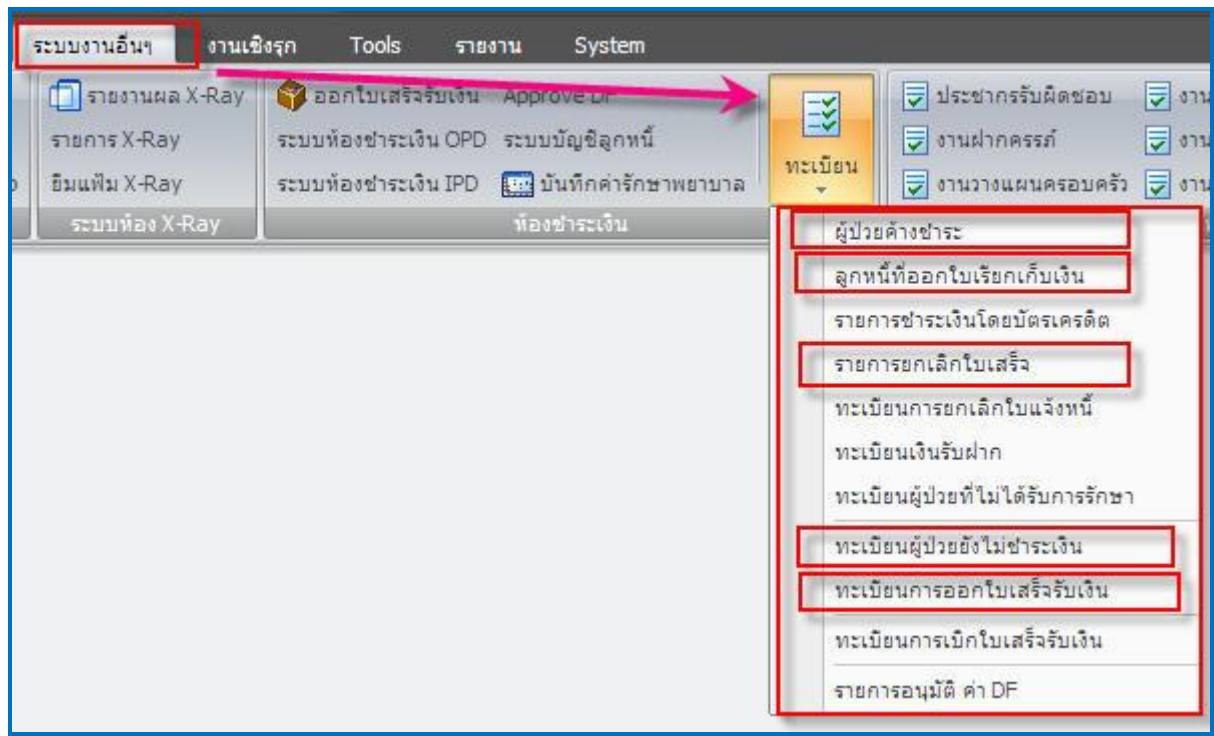 ระบบงานอื่นๆ งานเชิงรุก Tools รายงาน System
รายงานผล X-Ray ออกใบเสร็จรับเงิน Approve DF ประชากรรับผิดชอบ งาน
รายการ X-Ray ระบบห้องชำระเงิน OPD ระบบบัญชีลูกหนี้ งานฝากครรภ์ งาน
ทะเบียน
ยืมแฟ้ม X-Ray ระบบห้องชำระเงิน IPD บันทึกค่ารักษาพยาบาล งานวางแผนครอบครัว งาน
ระบบห้อง X-Ray ห้องชำระเงิน
ผู้ป่วยค้างชำระ
ลูกหนี้ที่ออกใบเรียกเก็บเงิน
รายการชำระเงินโดยบัตรเครดิต
รายการยกเลิกใบเสร็จ
ทะเบียนการยกเลิกใบแจ้งหนี้
ทะเบียนเงินรับฝาก
ทะเบียนผู้ป่วยที่ไม่ได้รับการรักษา
ทะเบียนผู้ป่วยยังไม่ชำระเงิน
ทะเบียนการออกใบเสร็จรับเงิน
ทะเบียนการเบิกใบเสร็จรับเงิน
รายการอนุมัติ ค่า DF